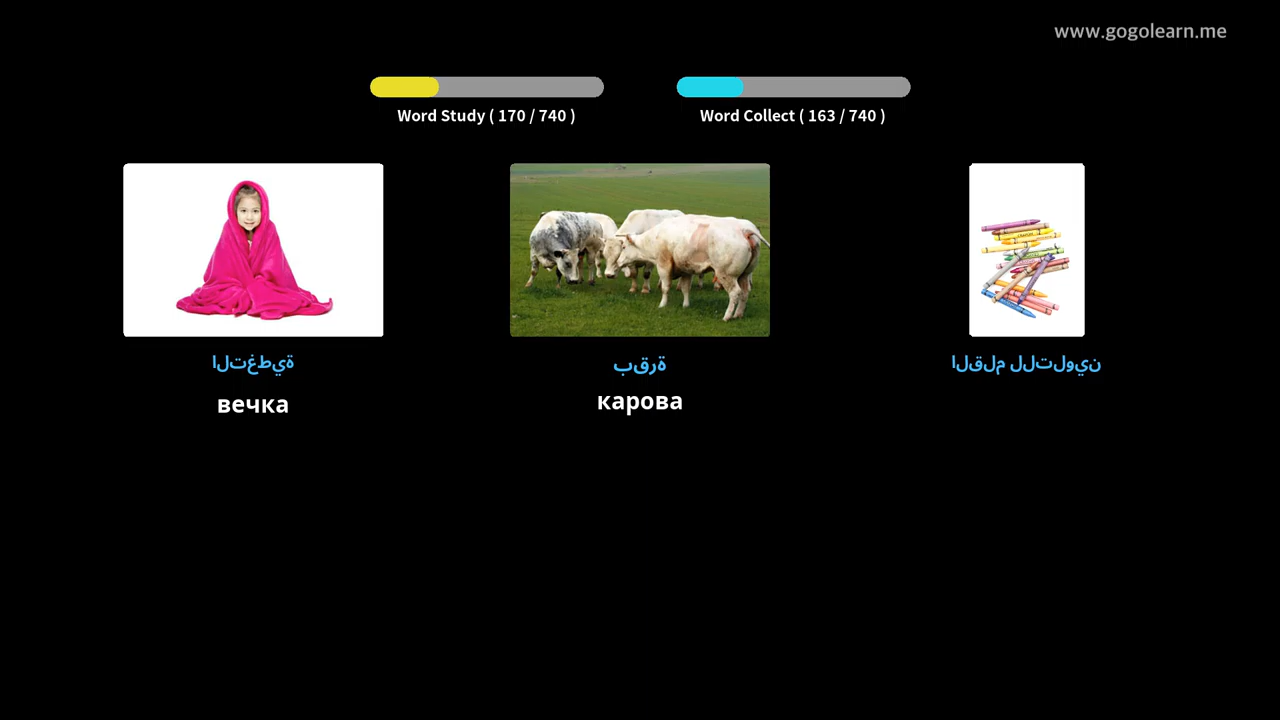 www.gogolearn.me
Word Study ( 170 / 740 )
Word Collect ( 163 / 740 )
التغطية
вечка
بقرة
карова
القلم للتلوين